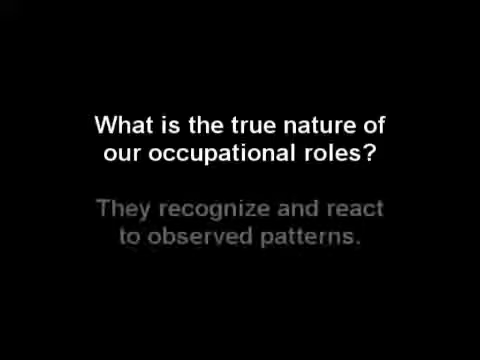 What is the true nature of
our occupational roles?
They recognize and react
to observed patterns.